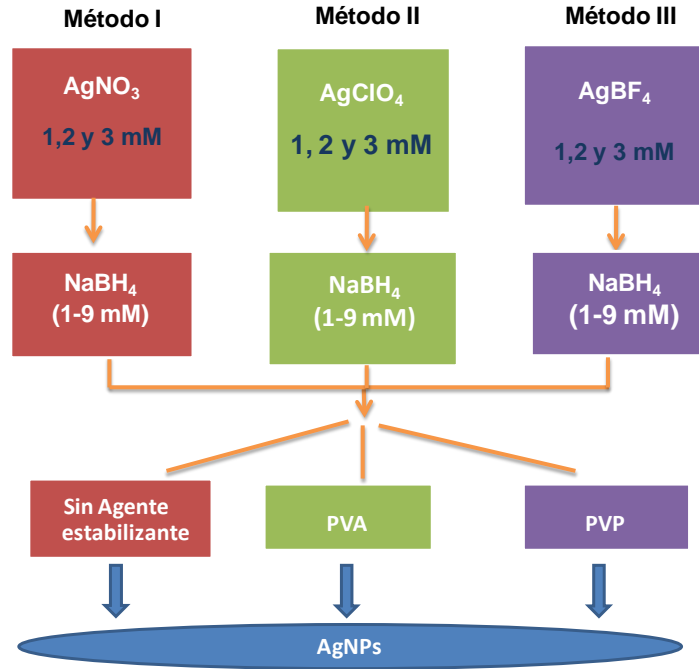 Método I
Método II
Método III
AgNO₃
1,2 y 3 mM
AgClO₄
1, 2 y 3 mM
AgBF₄
1,2 y 3 mM
NaBH₄
(1-9 mM)
NaBH₄
(1-9 mM)
NaBH₄
(1-9 mM)
Sin Agente
estabilizante
PVA
PVP
AgNPs